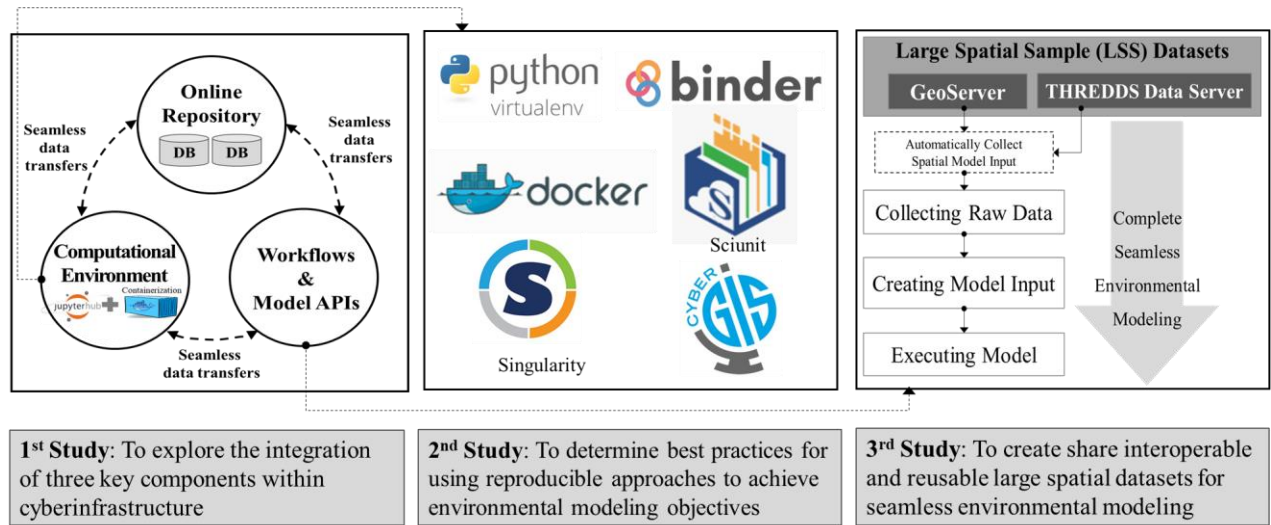 Online
Repository
DB DB
Seamless
data
transfers
Seamless
data
transfers
Computational
Environment
Containerization
jupyterhub
Workflows
&
Model APIs
Seamless
data transfers
python
virtualenv
binder
docker
S
Sciunit
S
Singularity
CYBER
GIS
Large Spatial Sample (LSS) Datasets
GeoServer
THREDDS Data Server
Automatically Collect
Spatial Model Input
Collecting Raw Data
Creating Model Input
Executing Model
Complete
Seamless
Environmental
Modeling
1st Study: To explore the integration
of three key components within
cyberinfrastructure
2nd Study: To determine best practices for
using reproducible approaches to achieve
environmental modeling objectives
3rd Study: To create share interoperable
and reusable large spatial datasets for
seamless environmental modeling